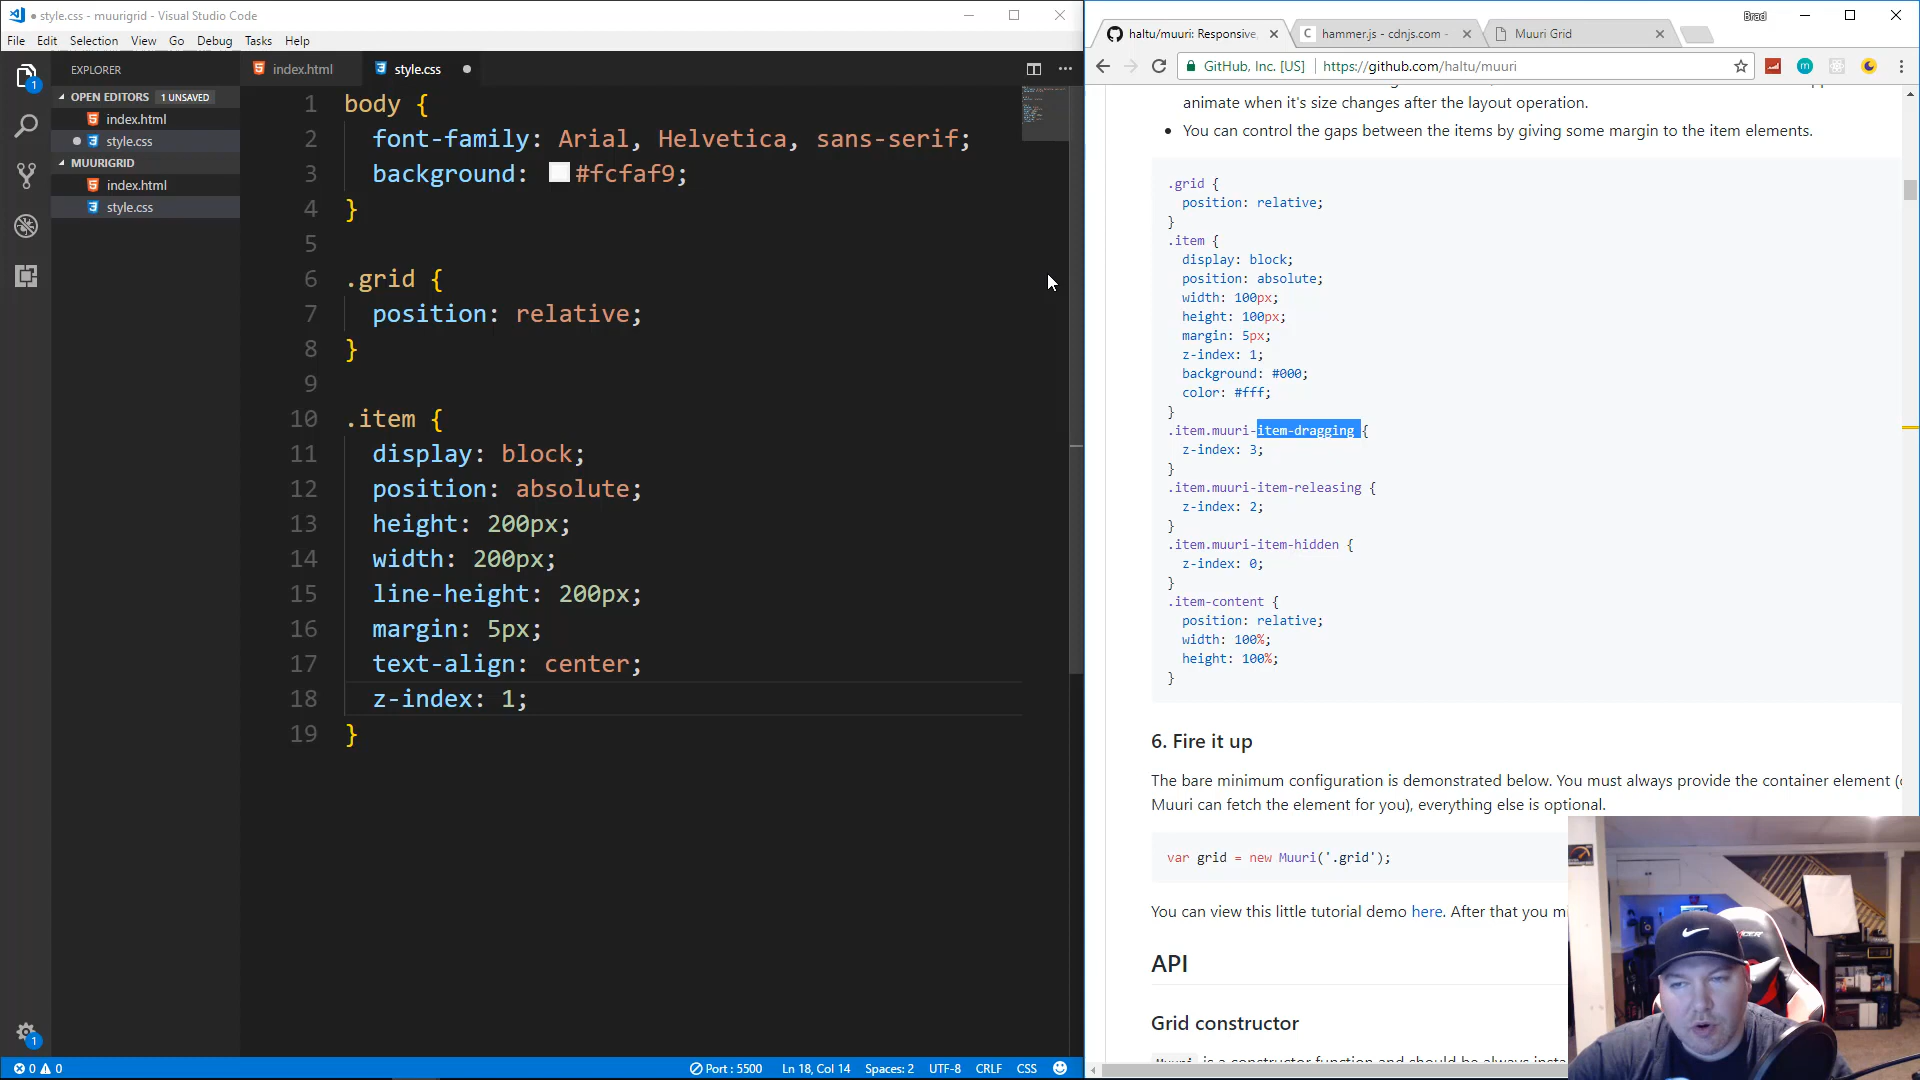 style.css - muurigrid - Visual Studio Code
File Edit Selection View Go Debug Tasks Help
EXPLORER
OPEN EDITORS 1 UNSAVED
index.html
style.css
MUURIGRID
index.html
style.css
index.html style.css
1 body {
2 font-family: Arial, Helvetica, sans-serif;
3 background: #fcfaf9;
4 }
5
6 .grid {
7 position: relative;
8 }
9
10 .item {
11 display: block;
12 position: absolute;
13 height: 200px;
14 width: 200px;
15 line-height: 200px;
16 margin: 5px;
17 text-align: center;
18 z-index: 1;
19 }
1
1
0 0 Port : 5500 Ln 18, Col 14 Spaces: 2 UTF-8 CRLF CSS
Brad
haltu/muuri: Responsive, hammer.js - cdnjs.com - Muuri Grid
GitHub, Inc. [US] https://github.com/haltu/muuri
animate when it's size changes after the layout operation.
You can control the gaps between the items by giving some margin to the item elements.
.grid {
position: relative;
}
.item {
display: block;
position: absolute;
width: 100px;
height: 100px;
margin: 5px;
z-index: 1;
background: #000;
color: #fff;
}
.item.muuri-item-dragging {
z-index: 3;
}
.item.muuri-item-releasing {
z-index: 2;
}
.item.muuri-item-hidden {
z-index: 0;
}
.item-content {
position: relative;
width: 100%;
height: 100%;
}
6. Fire it up
The bare minimum configuration is demonstrated below. You must always provide the container element (
Muuri can fetch the element for you), everything else is optional.
var grid = new Muuri('.grid');
You can view this little tutorial demo here. After that you m
API
Grid constructor
Muuri is a constructor function and should be always insta